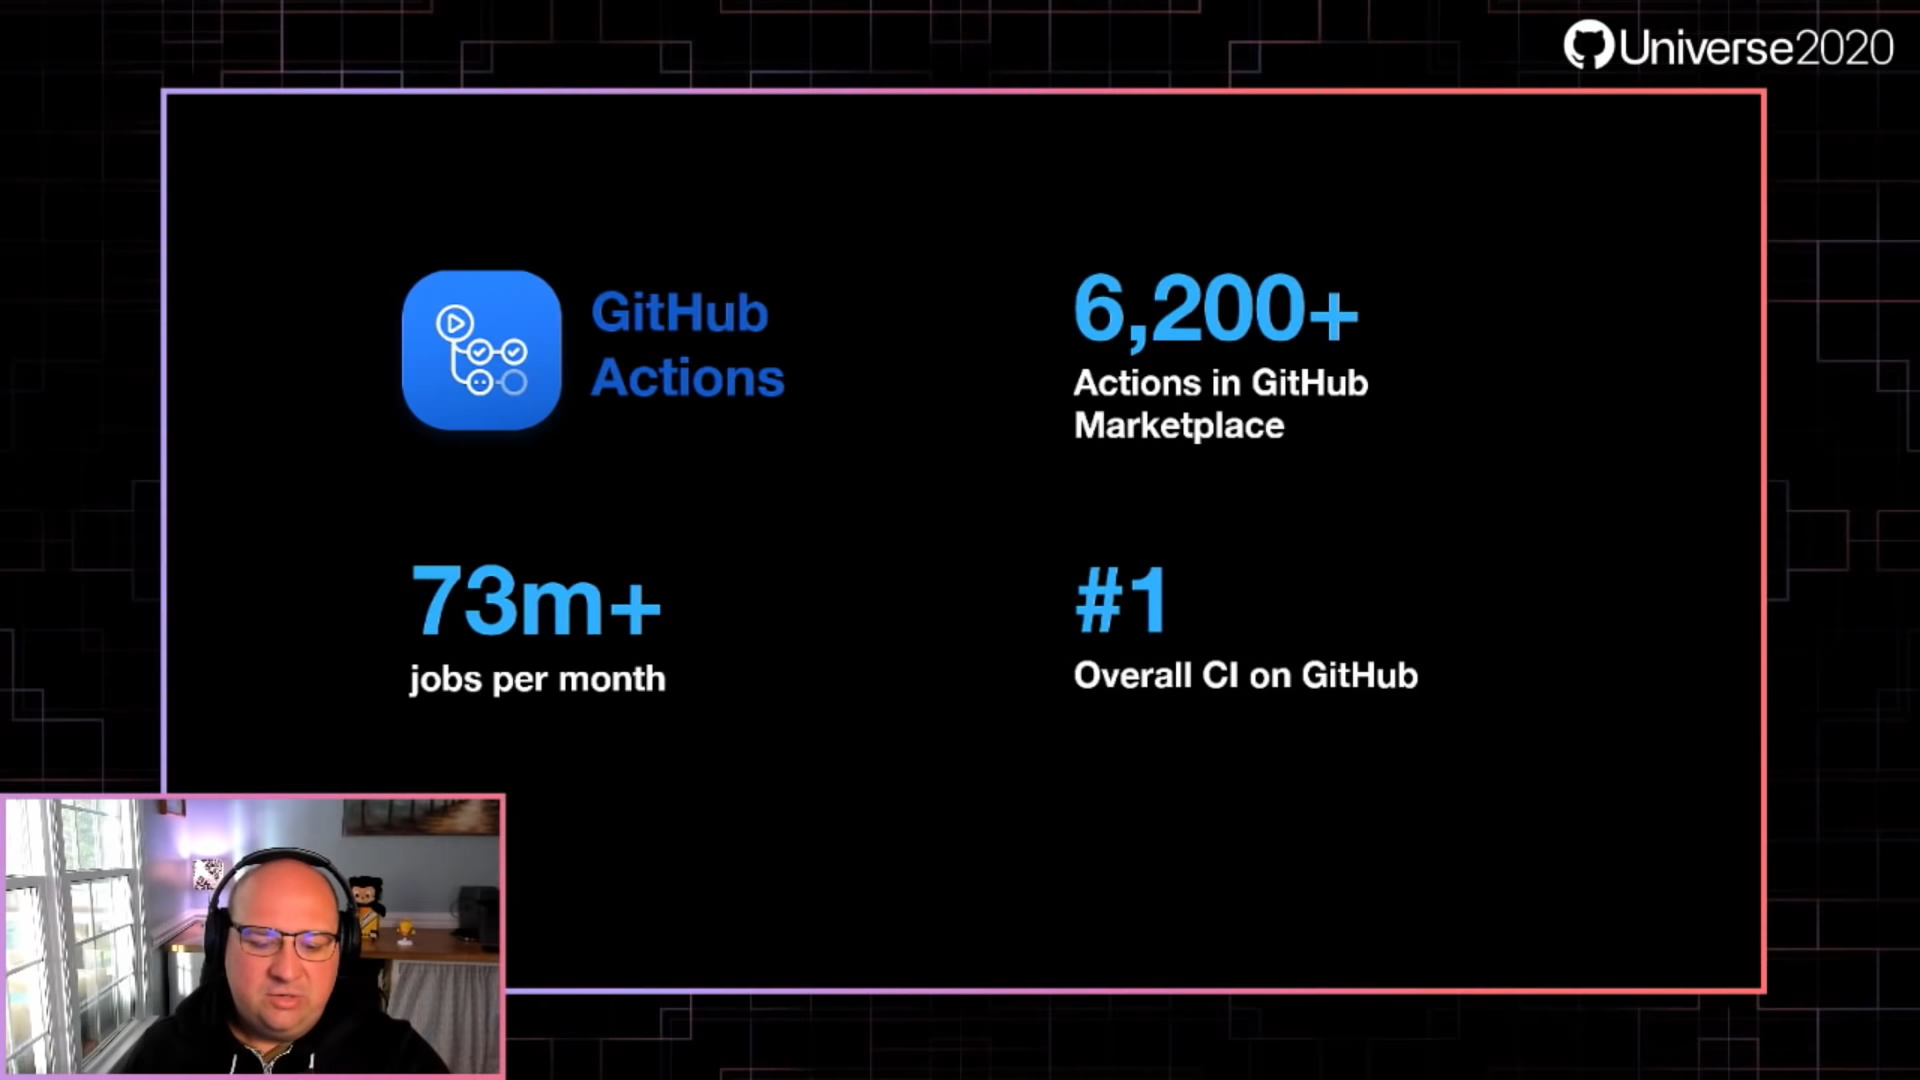 Universe2020
GitHub
Actions
6,200+
Actions in GitHub
Marketplace
73m+
jobs per month
#1
Overall CI on GitHub